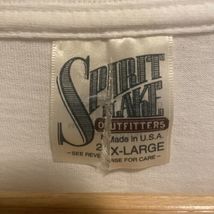 SPIRIT
LAKE
OUTFITTERS
Made in U.S.A.
X-LARGE
-SEE REVE SE FOR CARE-